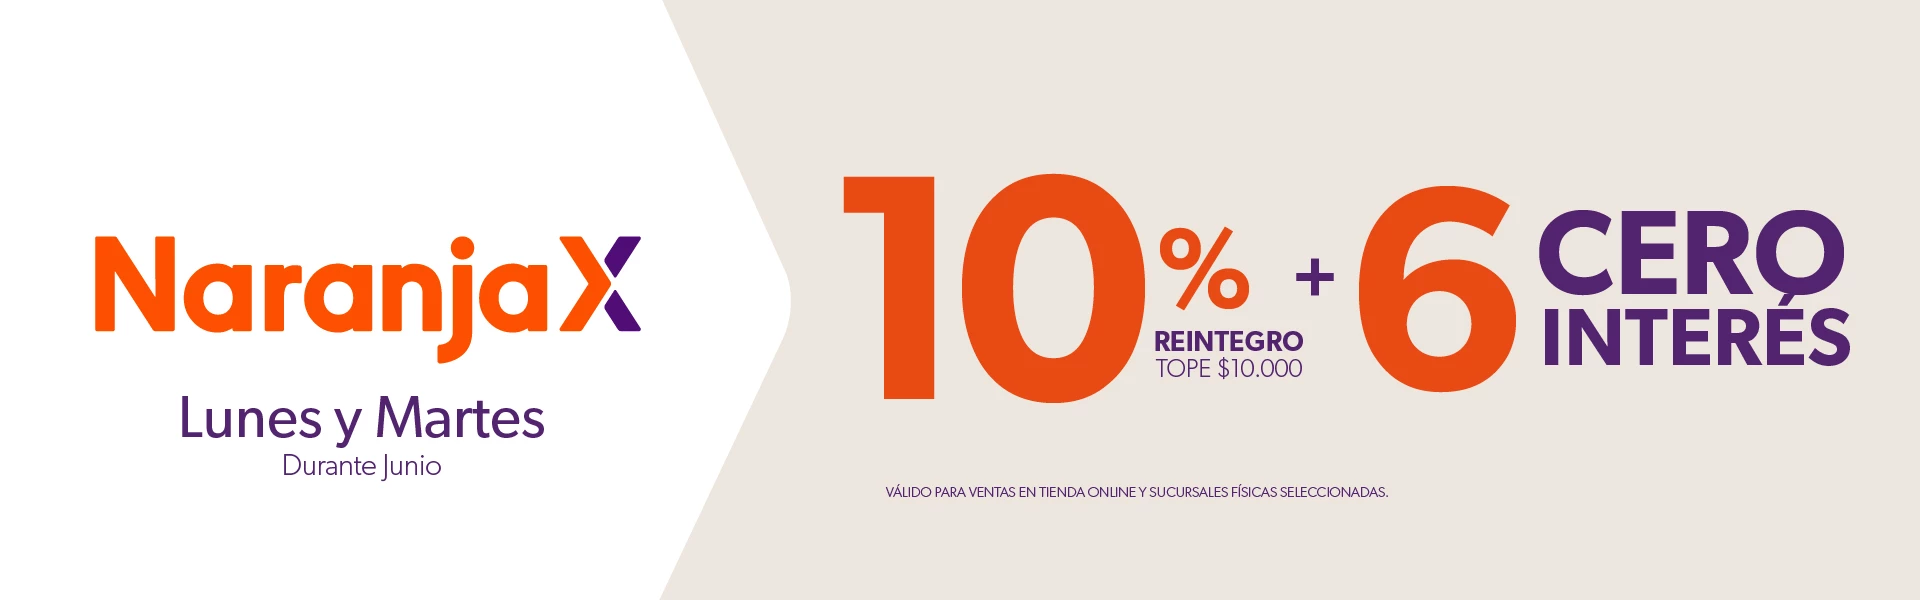 NaranjaX
Lunes y Martes
Durante Junio
10% + 6 CERO
INTERÉS
REINTEGRO
TOPE $10.000
VÁLIDO PARA VENTAS EN TIENDA ONLINE Y SUCURSALES FÍSICAS SELECCIONADAS.